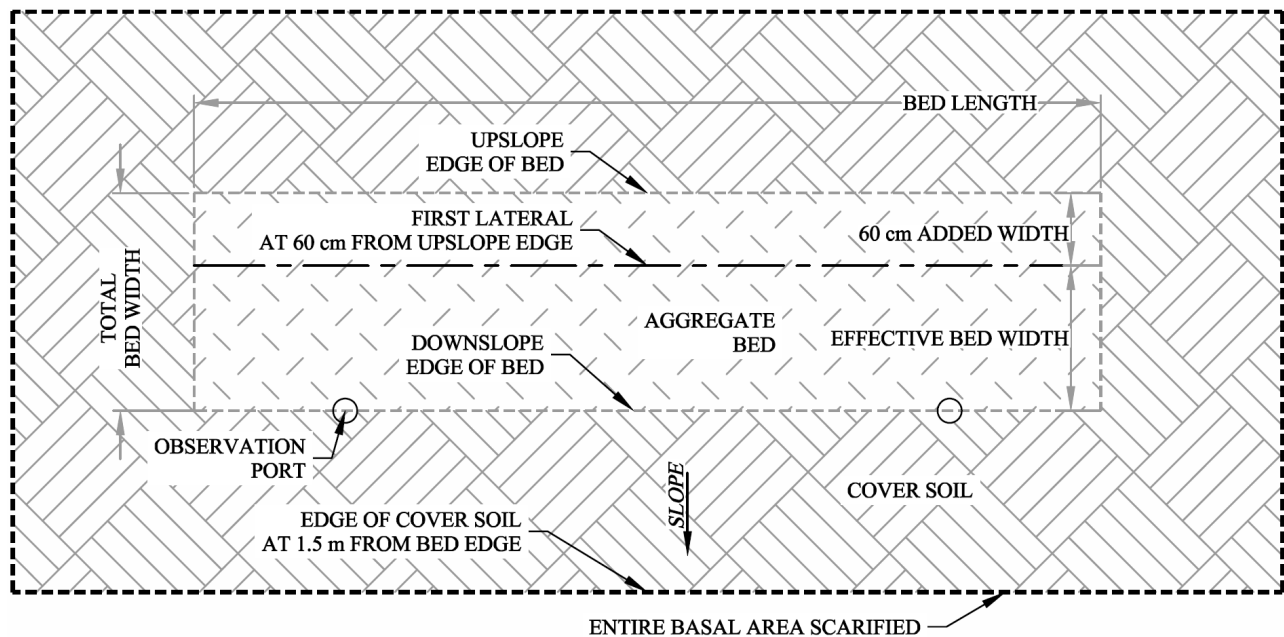 BED LENGTH
UPSLOPE
EDGE OF BED
FIRST LATERAL
AT 60 cm FROM UPSLOPE EDGE
60 cm ADDED WIDTH
TOTAL
BED WIDTH
AGGREGATE
BED
EFFECTIVE BED WIDTH
DOWNSLOPE
EDGE OF BED
OBSERVATION
PORT
SLOPE
COVER SOIL
EDGE OF COVER SOIL
AT 1.5 m FROM BED EDGE
ENTIRE BASAL AREA SCARIFIED